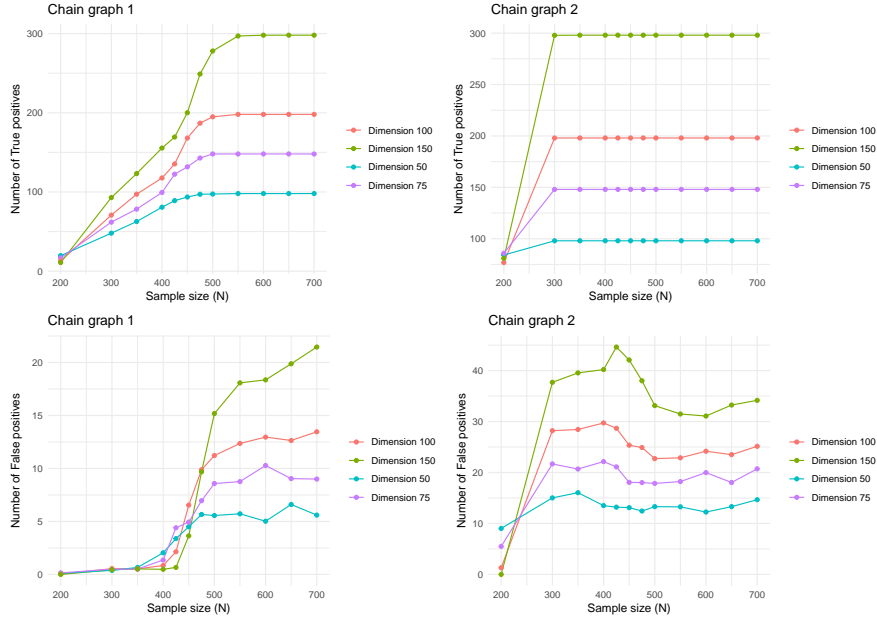 Chain graph 1
Number of True positives
300
200
100
0
200 300 400 500 600 700
Sample size (N)
Dimension 100
Dimension 150
Dimension 50
Dimension 75
Chain graph 2
Number of True positives
300
250
200
150
100
200 300 400 500 600 700
Sample size (N)
Dimension 100
Dimension 150
Dimension 50
Dimension 75
Chain graph 1
Number of False positives
20
15
10
5
0
200 300 400 500 600 700
Sample size (N)
Dimension 100
Dimension 150
Dimension 50
Dimension 75
Chain graph 2
Number of False positives
40
30
20
10
0
200 300 400 500 600 700
Sample size (N)
Dimension 100
Dimension 150
Dimension 50
Dimension 75